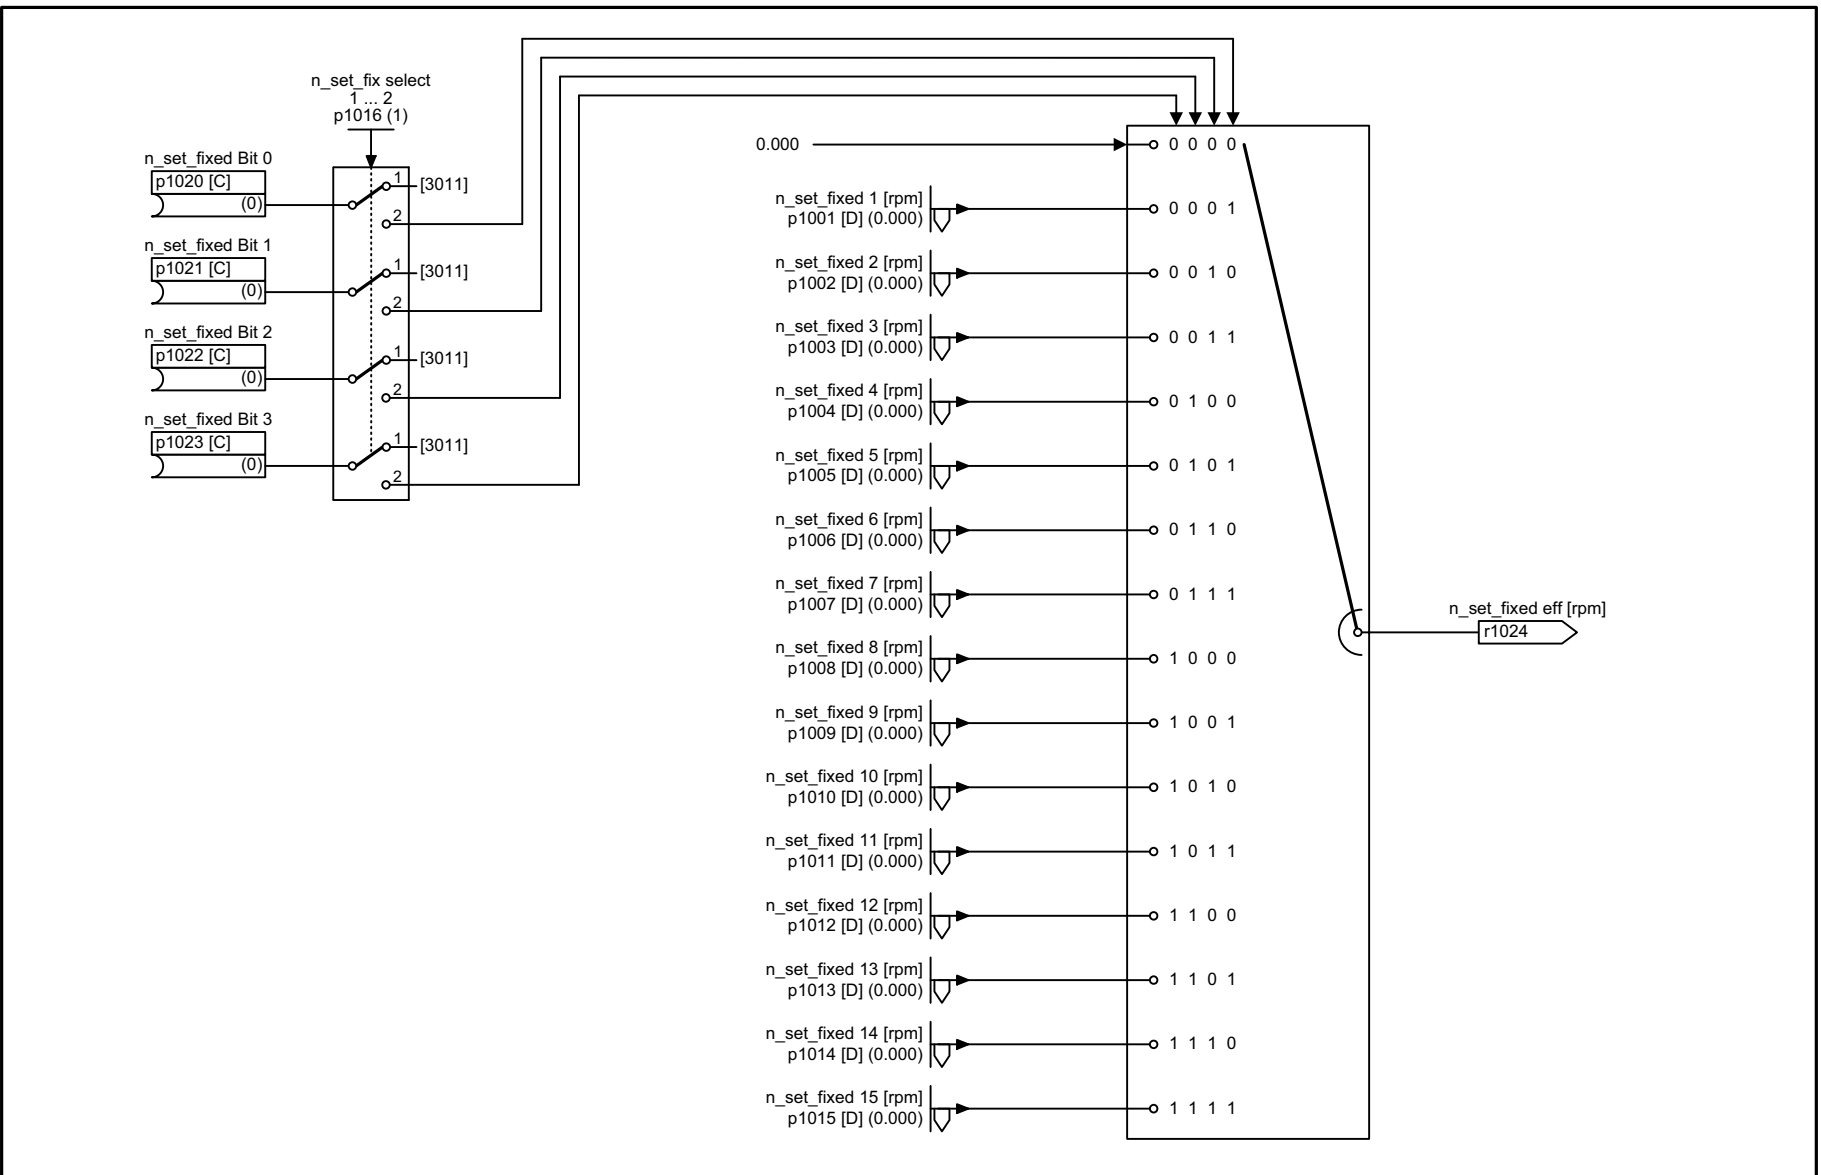 n_set_fix select
1 ... 2
p1016 (1)
n_set_fixed Bit 0
p1020 [C]
(0)
1
[3011]
2
n_set_fixed Bit 1
p1021 [C]
(0)
1
[3011]
2
n_set_fixed Bit 2
p1022 [C]
(0)
1
[3011]
2
n_set_fixed Bit 3
p1023 [C]
(0)
1
[3011]
2
0.000
0 0 0 0
n_set_fixed 1 [rpm]
p1001 [D] (0.000)
0 0 0 1
n_set_fixed 2 [rpm]
p1002 [D] (0.000)
0 0 1 0
n_set_fixed 3 [rpm]
p1003 [D] (0.000)
0 0 1 1
n_set_fixed 4 [rpm]
p1004 [D] (0.000)
0 1 0 0
n_set_fixed 5 [rpm]
p1005 [D] (0.000)
0 1 0 1
n_set_fixed 6 [rpm]
p1006 [D] (0.000)
0 1 1 0
n_set_fixed 7 [rpm]
p1007 [D] (0.000)
0 1 1 1
n_set_fixed 8 [rpm]
p1008 [D] (0.000)
1 0 0 0
n_set_fixed 9 [rpm]
p1009 [D] (0.000)
1 0 0 1
n_set_fixed 10 [rpm]
p1010 [D] (0.000)
1 0 1 0
n_set_fixed 11 [rpm]
p1011 [D] (0.000)
1 0 1 1
n_set_fixed 12 [rpm]
p1012 [D] (0.000)
1 1 0 0
n_set_fixed 13 [rpm]
p1013 [D] (0.000)
1 1 0 1
n_set_fixed 14 [rpm]
p1014 [D] (0.000)
1 1 1 0
n_set_fixed 15 [rpm]
p1015 [D] (0.000)
1 1 1 1
n_set_fixed eff [rpm]
r1024